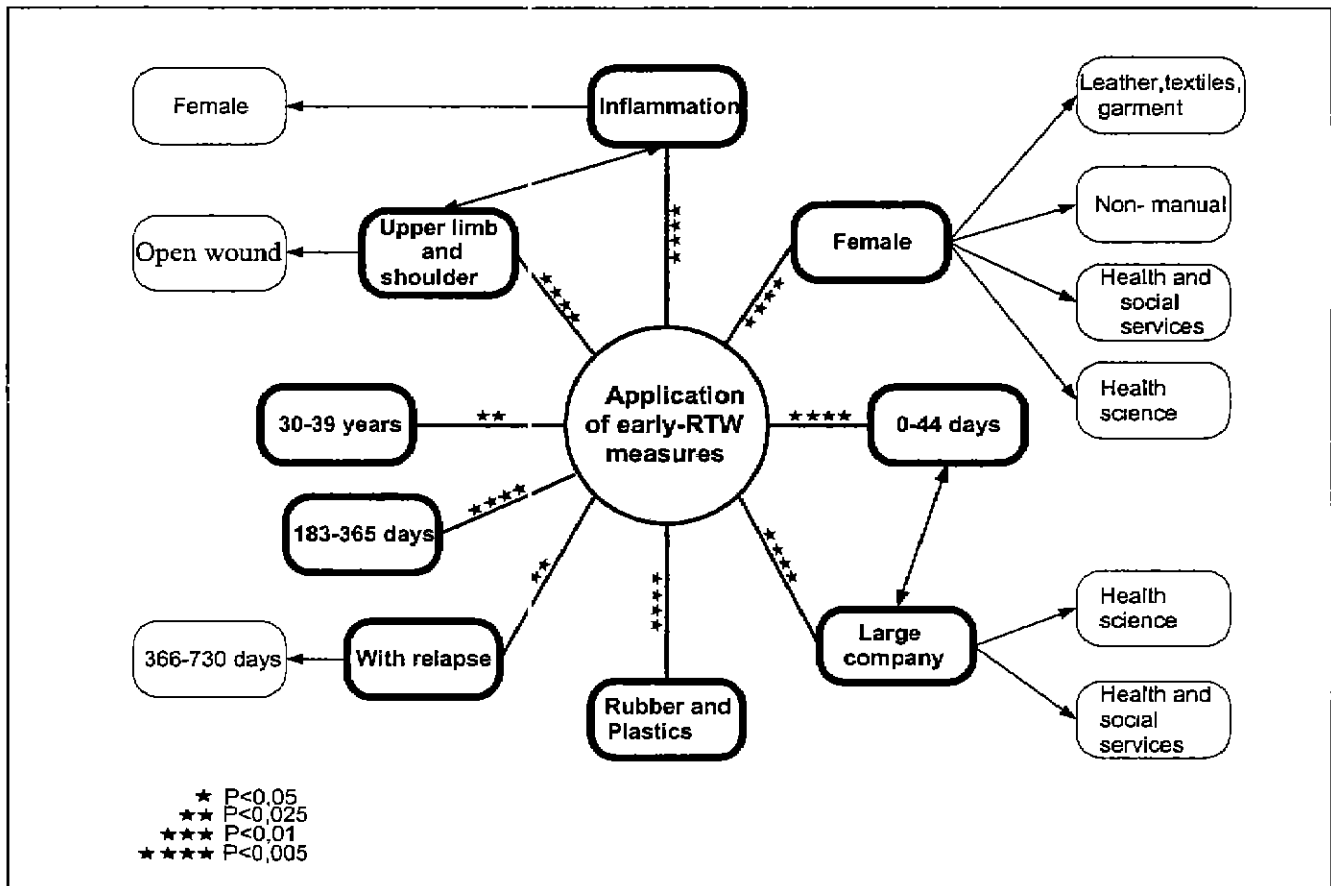 Female
Inflammation
Leather,textiles,
garment
Open wound
Upper limb
and
shoulder
Female
Non- manual
Health and
social
services
Health
science
30-39 years
★★
Application
of early-RTW
measures
★★★★
0-44 days
★★★★
★★★★
★★★★
183-365 days
★★★★
★★
★★★★
★★★★
366-730 days
With relapse
Rubber and
Plastics
Large
company
Health
science
Health and
social
services
★ P<0,05
★★ P<0,025
★★★ P<0,01
★★★★ P<0,005